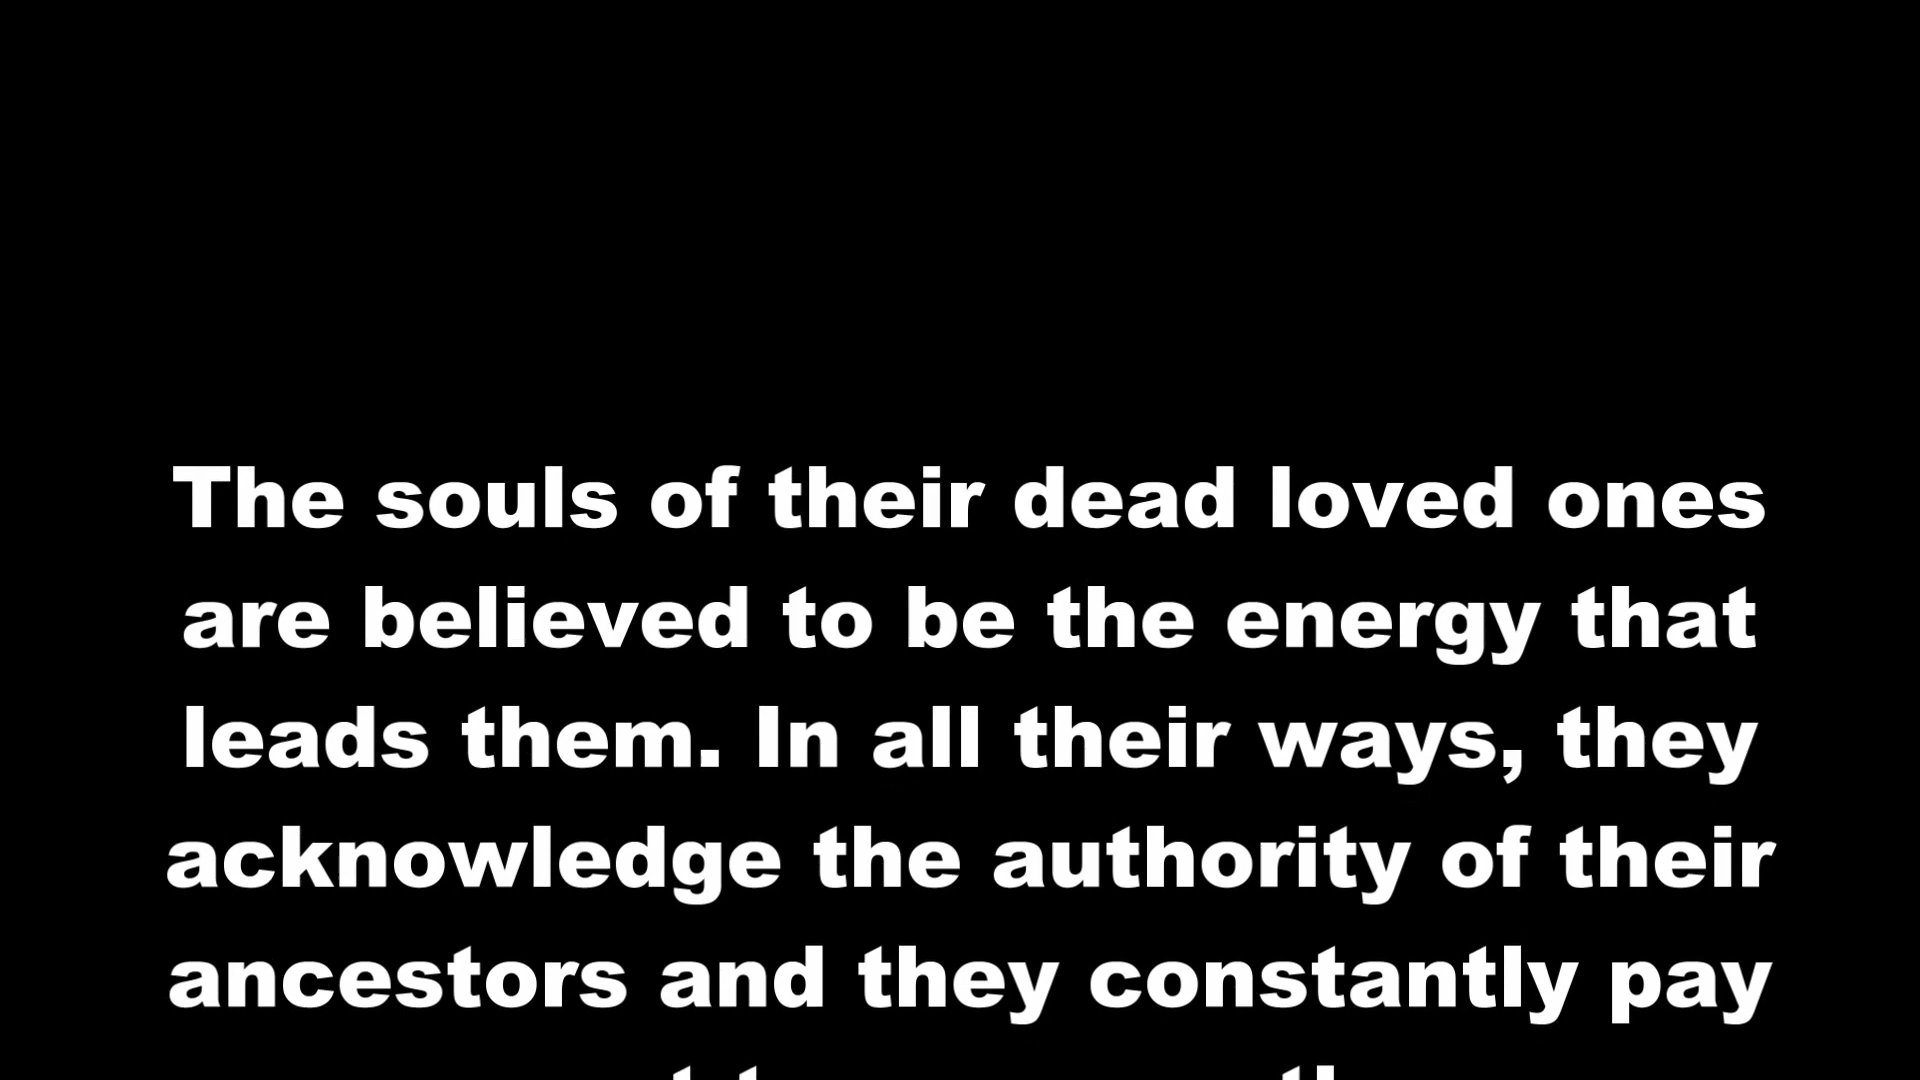 The souls of their dead loved ones
are believed to be the energy that
leads them. In all their ways, they
acknowledge the authority of their
ancestors and they constantly pay